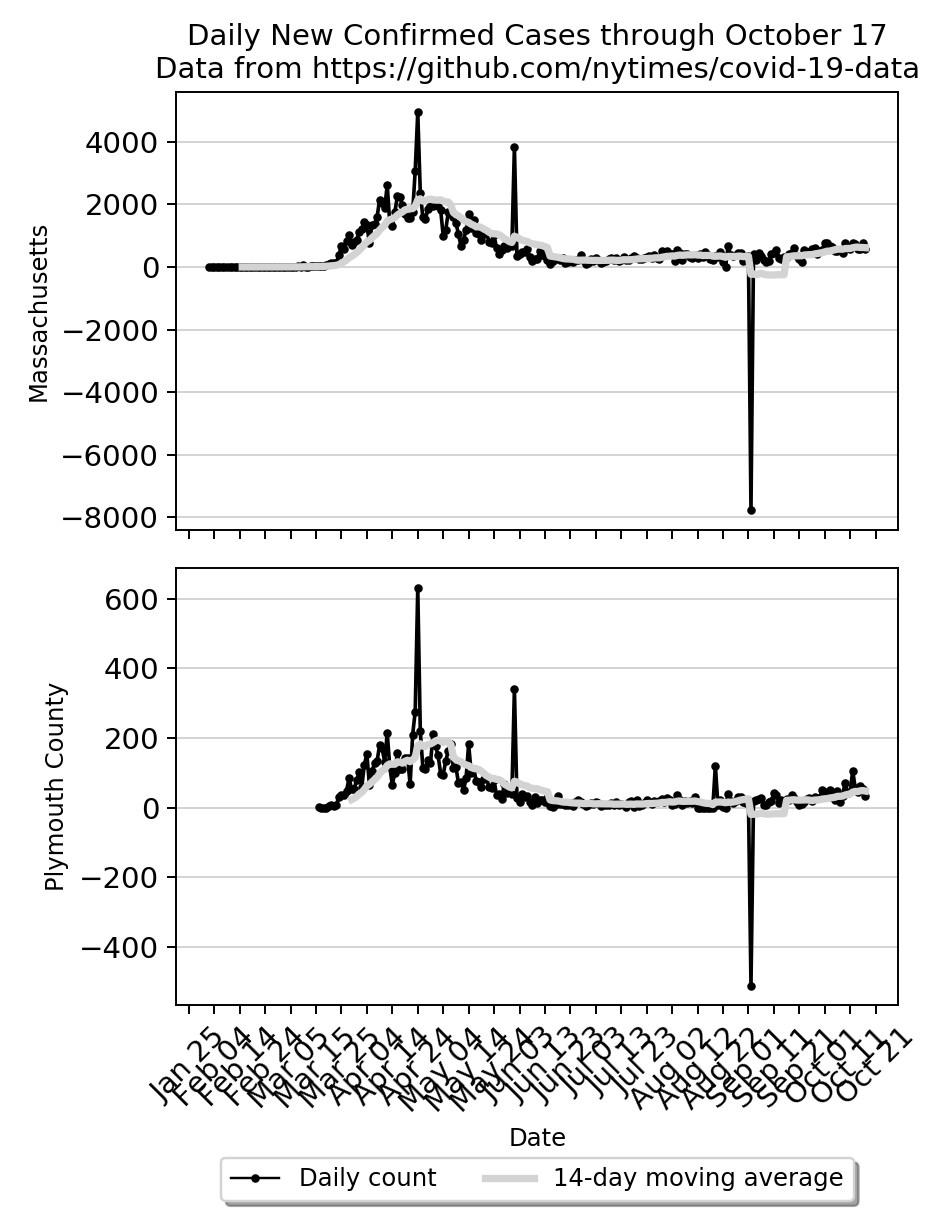 Daily New Confirmed Cases through October 17
Data from https://github.com/nytimes/covid-19-data
4000
2000
0
−2000
−4000
−6000
−8000
Massachusetts
600
400
200
0
−200
−400
Plymouth County
Jan 25
Feb 04
Feb 14
Feb 24
Mar 05
Mar 15
Mar 25
Apr 04
Apr 14
Apr 24
May 04
May 14
May 24
Jun 03
Jun 13
Jun 23
Jul 03
Jul 13
Jul 23
Aug 02
Aug 12
Aug 22
Sep 01
Sep 11
Sep 21
Oct 01
Oct 11
Oct 21
Date
Daily count
14-day moving average